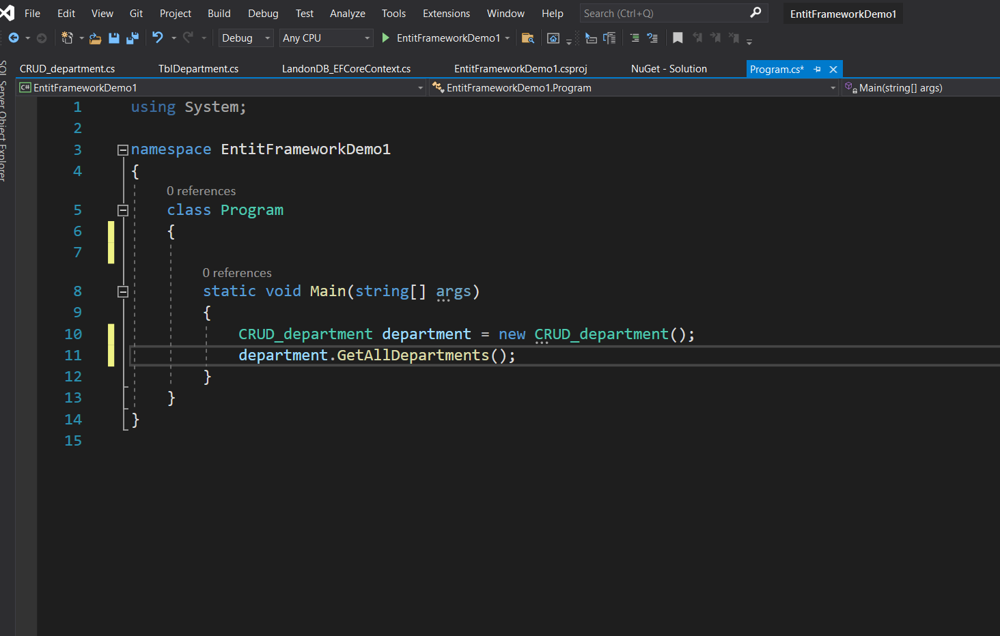 File Edit View Git Project Build Debug Test Analyze Tools Extensions Window Help Search (Ctrl+Q) EntitFrameworkDemo1
Debug Any CPU EntitFrameworkDemo1
CRUD_department.cs TblDepartment.cs LandonDB_EFCoreContext.cs EntitFrameworkDemo1.csproj NuGet - Solution Program.cs*
C# EntitFrameworkDemo1 EntitFrameworkDemo1.Program Main(string[] args)
SQL Server Object Explorer
1 using System;
2
3 namespace EntitFrameworkDemo1
4 {
0 references
5 class Program
6 {
7
0 references
8 static void Main(string[] args)
9 {
10 CRUD_department department = new CRUD_department();
11 department.GetAllDepartments();
12 }
13 }
14 }
15